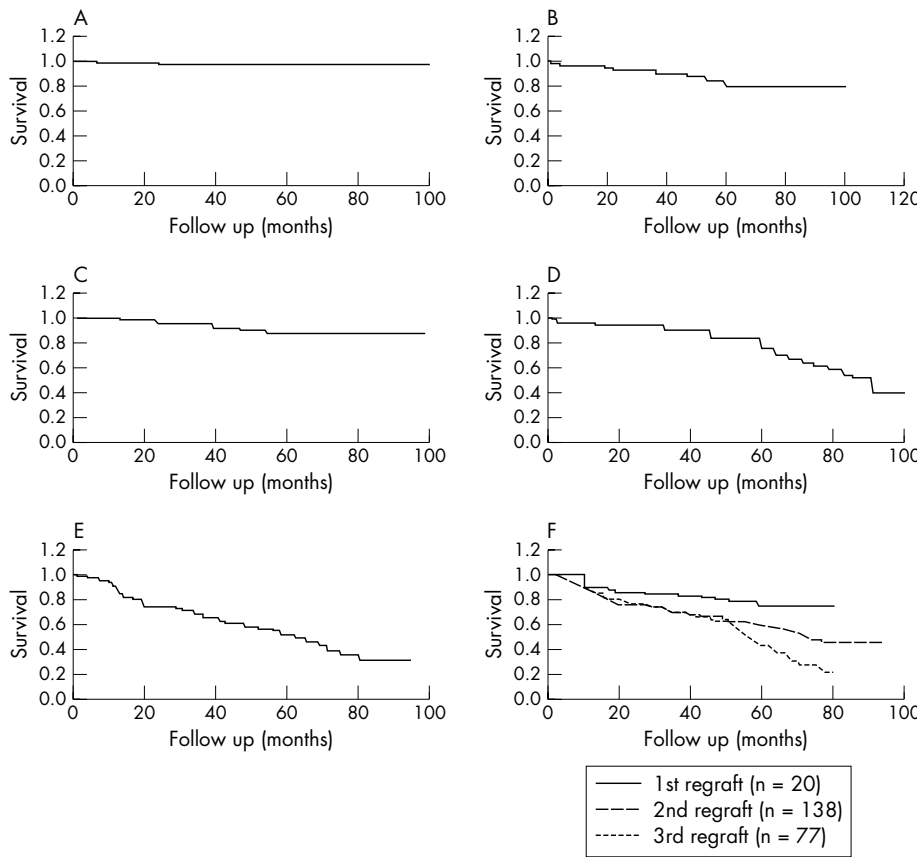 A
1.2
1.0
0.8
0.6
0.4
0.2
0.0
Survival
0 20 40 60 80 100
Follow up (months)
B
1.2
1.0
0.8
0.6
0.4
0.2
0.0
Survival
0 20 40 60 80 100 120
Follow up (months)
C
1.2
1.0
0.8
0.6
0.4
0.2
0.0
Survival
0 20 40 60 80 100
Follow up (months)
D
1.2
1.0
0.8
0.6
0.4
0.2
0.0
Survival
0 20 40 60 80 100
Follow up (months)
E
1.2
1.0
0.8
0.6
0.4
0.2
0.0
Survival
0 20 40 60 80 100
Follow up (months)
F
1.2
1.0
0.8
0.6
0.4
0.2
0.0
Survival
0 20 40 60 80 100
Follow up (months)
1st regraft (n = 20)
2nd regraft (n = 138)
3rd regraft (n = 77)